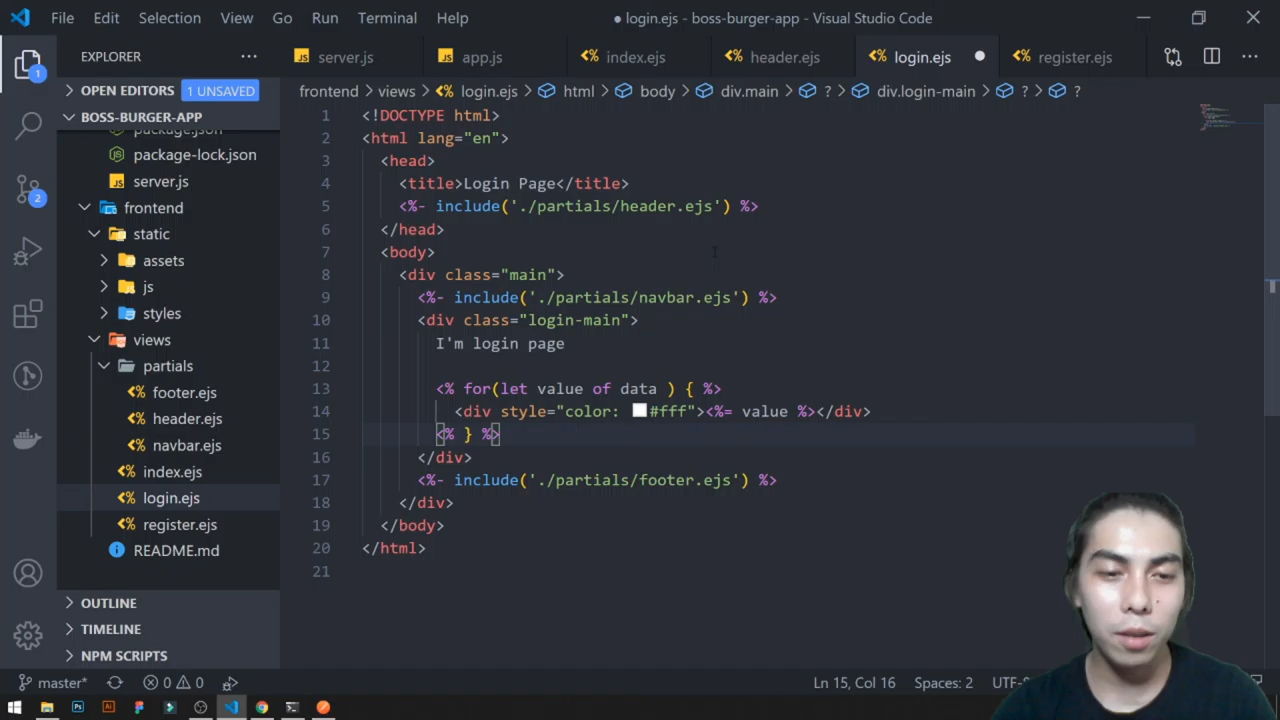 File Edit Selection View Go Run Terminal Help
● login.ejs - boss-burger-app - Visual Studio Code
EXPLORER
server.js app.js index.ejs header.ejs login.ejs register.ejs
OPEN EDITORS 1 UNSAVED
frontend > views > login.ejs > html > body > div.main > ? > div.login-main > ? > ?
BOSS-BURGER-APP
package.json
package-lock.json
server.js
frontend
static
assets
js
styles
views
partials
footer.ejs
header.ejs
navbar.ejs
index.ejs
login.ejs
register.ejs
README.md
OUTLINE
TIMELINE
NPM SCRIPTS
1
2
1 <!DOCTYPE html>
2 <html lang="en">
3 <head>
4 <title>Login Page</title>
5 <%- include('./partials/header.ejs') %>
6 </head>
7 <body>
8 <div class="main">
9 <%- include('./partials/navbar.ejs') %>
10 <div class="login-main">
11 I'm login page
12
13 <% for(let value of data ) { %>
14 <div style="color: #fff"><%= value %></div>
15 <% } %>
16 </div>
17 <%- include('./partials/footer.ejs') %>
18 </div>
19 </body>
20 </html>
21
master* 0 0
Ln 15, Col 16 Spaces: 2
Ps Ai